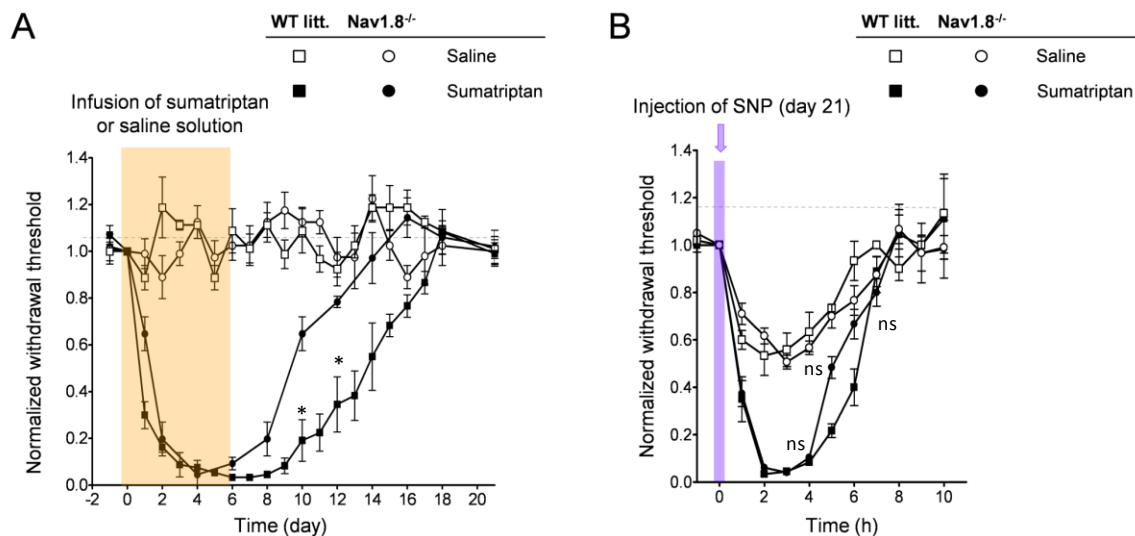 A
WT litt. Nav1.8-/-
Saline
Sumatriptan
Infusion of sumatriptan
or saline solution
Normalized withdrawal threshold
1.4
1.2
1.0
0.8
0.6
0.4
0.2
0.0
*
*
-2 0 2 4 6 8 10 12 14 16 18 20
Time (day)
B
WT litt. Nav1.8-/-
Saline
Sumatriptan
Injection of SNP (day 21)
Normalized withdrawal threshold
1.4
1.2
1.0
0.8
0.6
0.4
0.2
0.0
ns
ns
ns
0 2 4 6 8 10
Time (h)